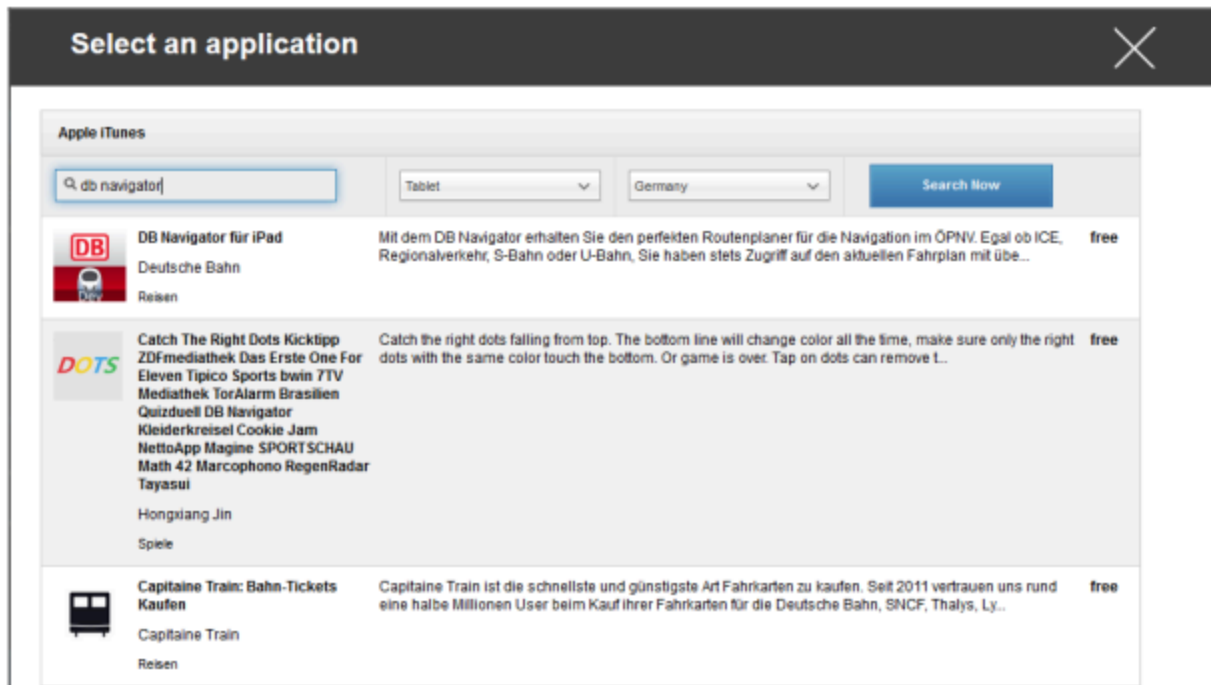 Select an application
Apple iTunes
db navigator
Tablet
Germany
Search Now
DB
Dev
DB Navigator für iPad
Deutsche Bahn
Reisen
Mit dem DB Navigator erhalten Sie den perfekten Routenplaner für die Navigation im ÖPNV. Egal ob ICE,
Regionalverkehr, S-Bahn oder U-Bahn, Sie haben stets Zugriff auf den aktuellen Fahrplan mit übe...
free
DOTS
Catch The Right Dots Kicktipp
ZDFmediathek Das Erste One For
Eleven Tipico Sports bwin 7TV
Mediathek TorAlarm Brasilien
Quizduell DB Navigator
Kleiderkreisel Cookie Jam
NettoApp Magine SPORTSCHAU
Math 42 Marcophono RegenRadar
Tayasui
Hongxiang Jin
Spiele
Catch the right dots falling from top. The bottom line will change color all the time, make sure only the right
dots with the same color touch the bottom. Or game is over. Tap on dots can remove t...
free
Capitaine Train: Bahn-Tickets
Kaufen
Capitaine Train
Reisen
Capitaine Train ist die schnellste und günstigste Art Fahrkarten zu kaufen. Seit 2011 vertrauen uns rund
eine halbe Millionen User beim Kauf ihrer Fahrkarten für die Deutsche Bahn, SNCF, Thalys, Ly...
free